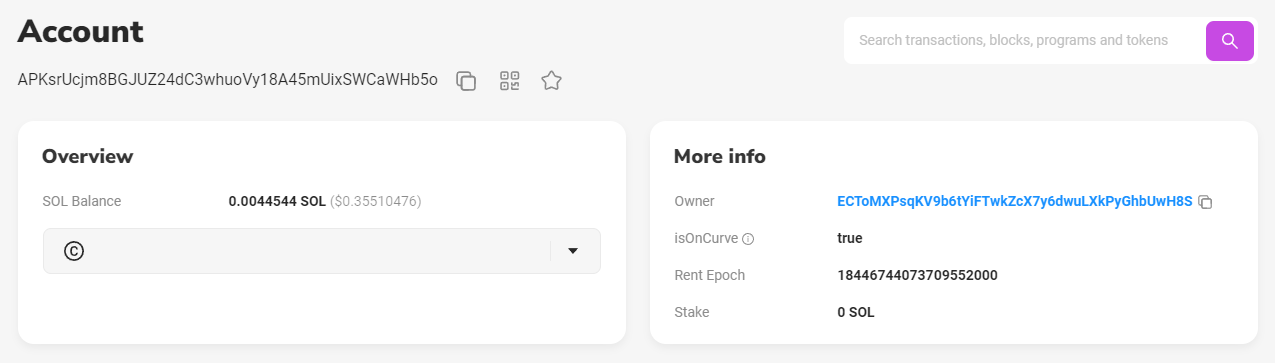 Account
Search transactions, blocks, programs and tokens
APKsrUcjm8BGJUZ24dC3whuoVy18A45mUixSWCaWHb5o
Overview
SOL Balance 0.0044544 SOL ($0.35510476)
More info
Owner ECToMXPsqKV9b6tYiFTwkZcX7y6dwuLXkPyGhbUwH8S
isOnCurve true
Rent Epoch 18446744073709552000
Stake 0 SOL